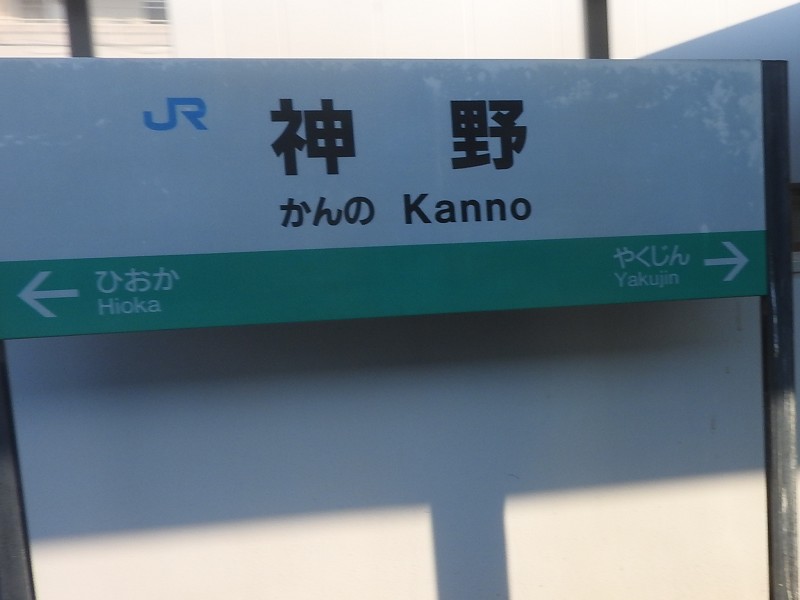 JR 神野
かんの Kanno
← ひおか やくじん →
Hioka Yakujin